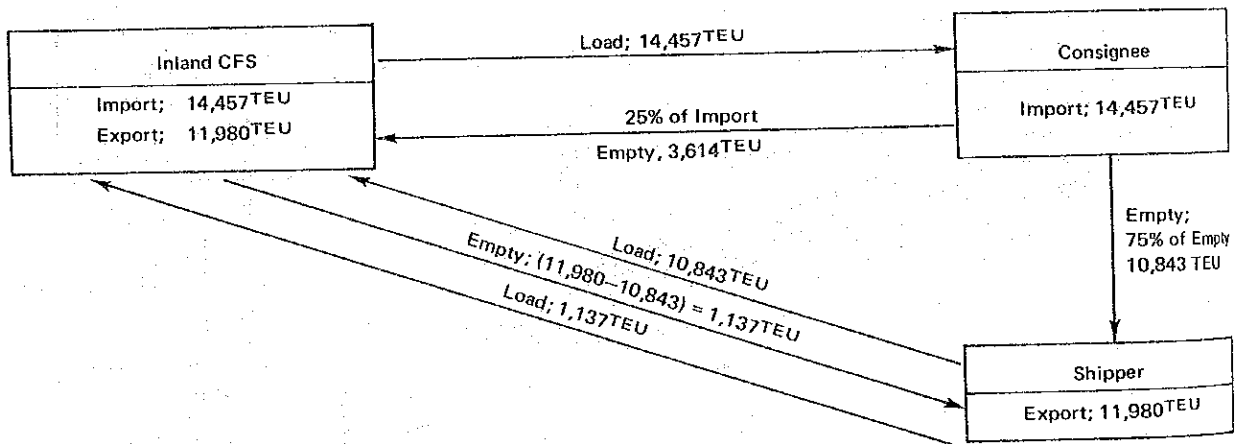 Inland CFS
Import; 14,457TEU
Export; 11,980TEU
Load; 14,457TEU
Consignee
Import; 14,457TEU
25% of Import
Empty, 3,614TEU
Empty;
75% of Empty
10,843 TEU
Load; 10,843TEU
Empty; (11,980–10,843) = 1,137TEU
Load; 1,137TEU
Shipper
Export; 11,980TEU